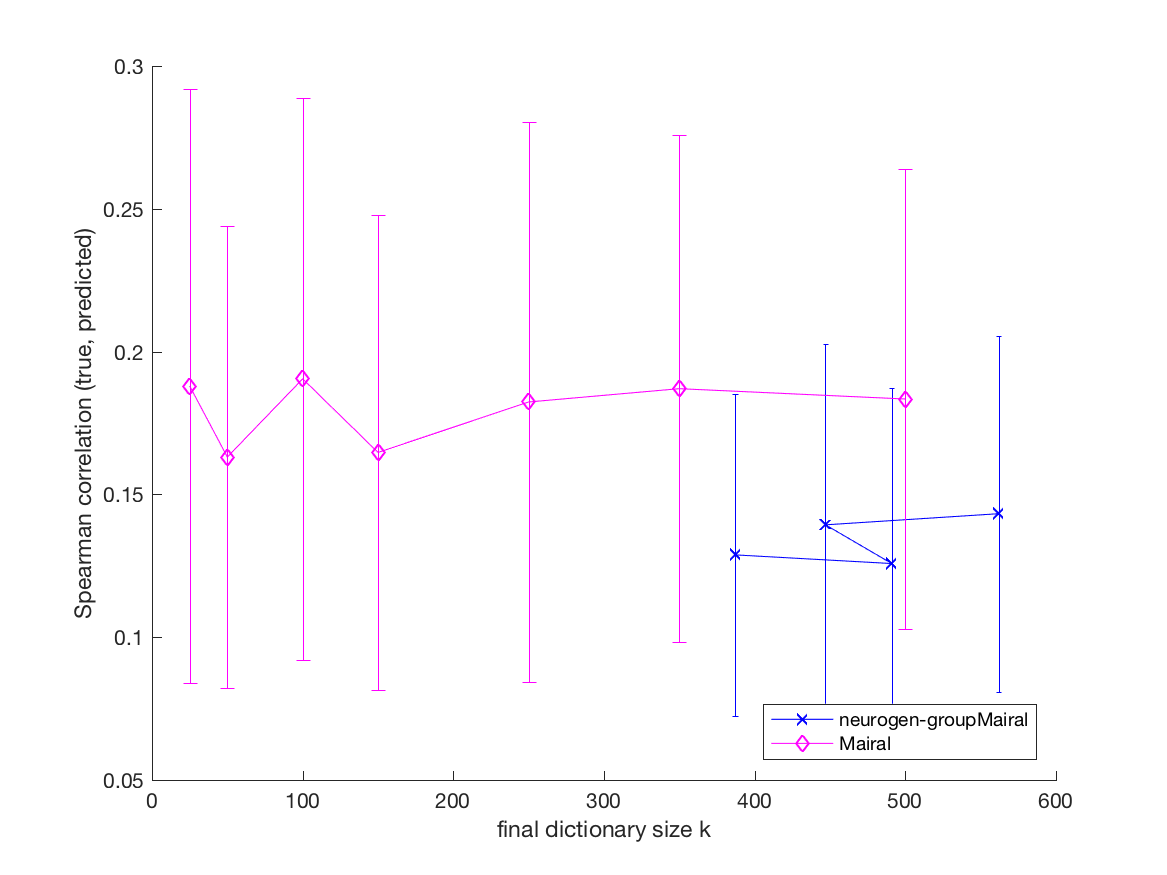 0.3
0.25
0.2
0.15
0.1
0.05
Spearman correlation (true, predicted)
neurogen-groupMairal
Mairal
0 100 200 300 400 500 600
final dictionary size k